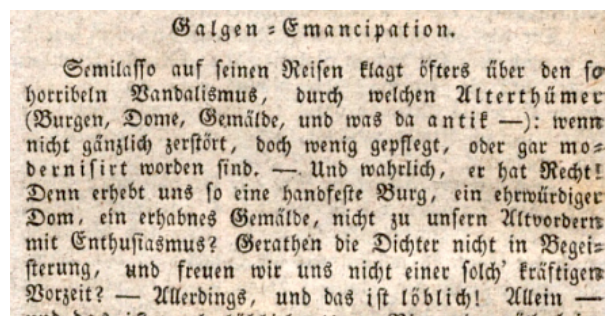 Galgen-Emancipation.
Semilasso auf seinen Reisen klagt öfters über den so
horribeln Vandalismus, durch welchen Alterthümer
(Burgen, Dome, Gemälde, und was da antik —): wenn
nicht gänzlich zerstört, doch wenig gepflegt, oder gar mo-
dernisirt worden sind. — Und wahrlich, er hat Recht!
Denn erhebt uns so eine handfeste Burg, ein ehrwürdiger
Dom, ein erhabnes Gemälde, nicht zu unsern Altvordern
mit Enthusiasmus? Gerathen die Dichter nicht in Begei-
sterung, und freuen wir uns nicht einer solch' kräftigen
Vorzeit? — Allerdings, und das ist löblich! Allein —